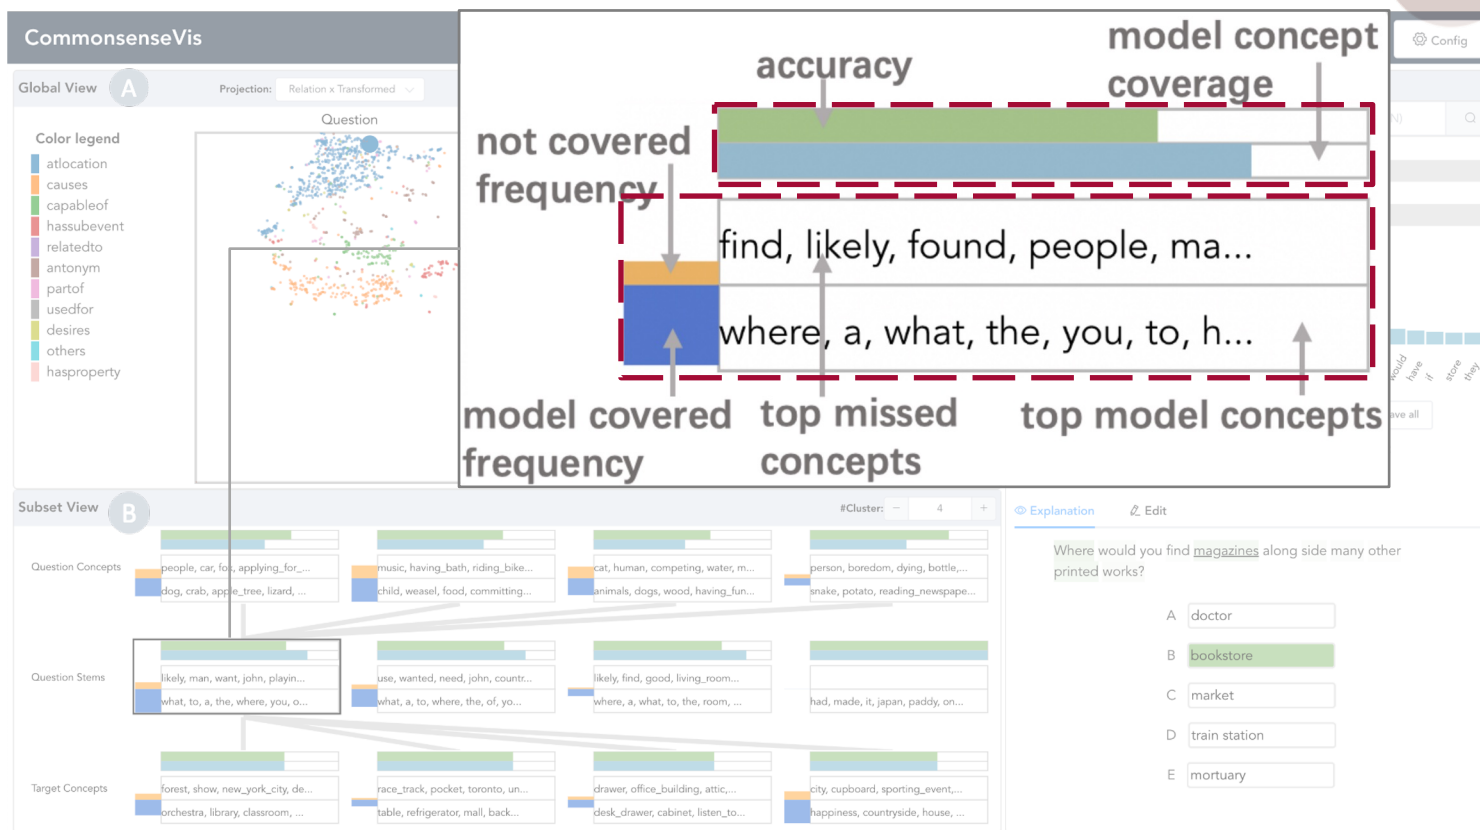 CommonsenseVis
Config
Global View
A
Projection:
Relation x Transformed
Question
Color legend
atlocation
causes
capableof
hassubevent
relatedto
antonym
partof
usedfor
desires
others
hasproperty
accuracy
model concept
coverage
not covered
frequency
find, likely, found, people, ma...
where, a, what, the, you, to, h...
model covered
frequency
top missed
concepts
top model concepts
would
have
if
store
they
ave all
Subset View
B
#Cluster:
−
4
+
Question Concepts
people, car, fox, applying_for_...
dog, crab, apple_tree, lizard, ...
music, having_bath, riding_bike...
child, weasel, food, committing...
cat, human, competing, water, m...
animals, dogs, wood, having_fun...
person, boredom, dying, bottle,...
snake, potato, reading_newspape...
Question Stems
likely, man, want, john, playin...
what, to, a, the, where, you, o...
use, wanted, need, john, countr...
what, a, to, where, the, of, yo...
likely, find, good, living_room...
where, a, what, to, the, room, ...
had, made, it, japan, paddy, on...
Target Concepts
forest, show, new_york_city, de...
orchestra, library, classroom, ...
race_track, pocket, toronto, un...
table, refrigerator, mall, back...
drawer, office_building, attic,...
desk_drawer, cabinet, listen_to...
city, cupboard, sporting_event,...
happiness, countryside, house, ...
Explanation
Edit
Where would you find magazines along side many other
printed works?
A doctor
B bookstore
C market
D train station
E mortuary